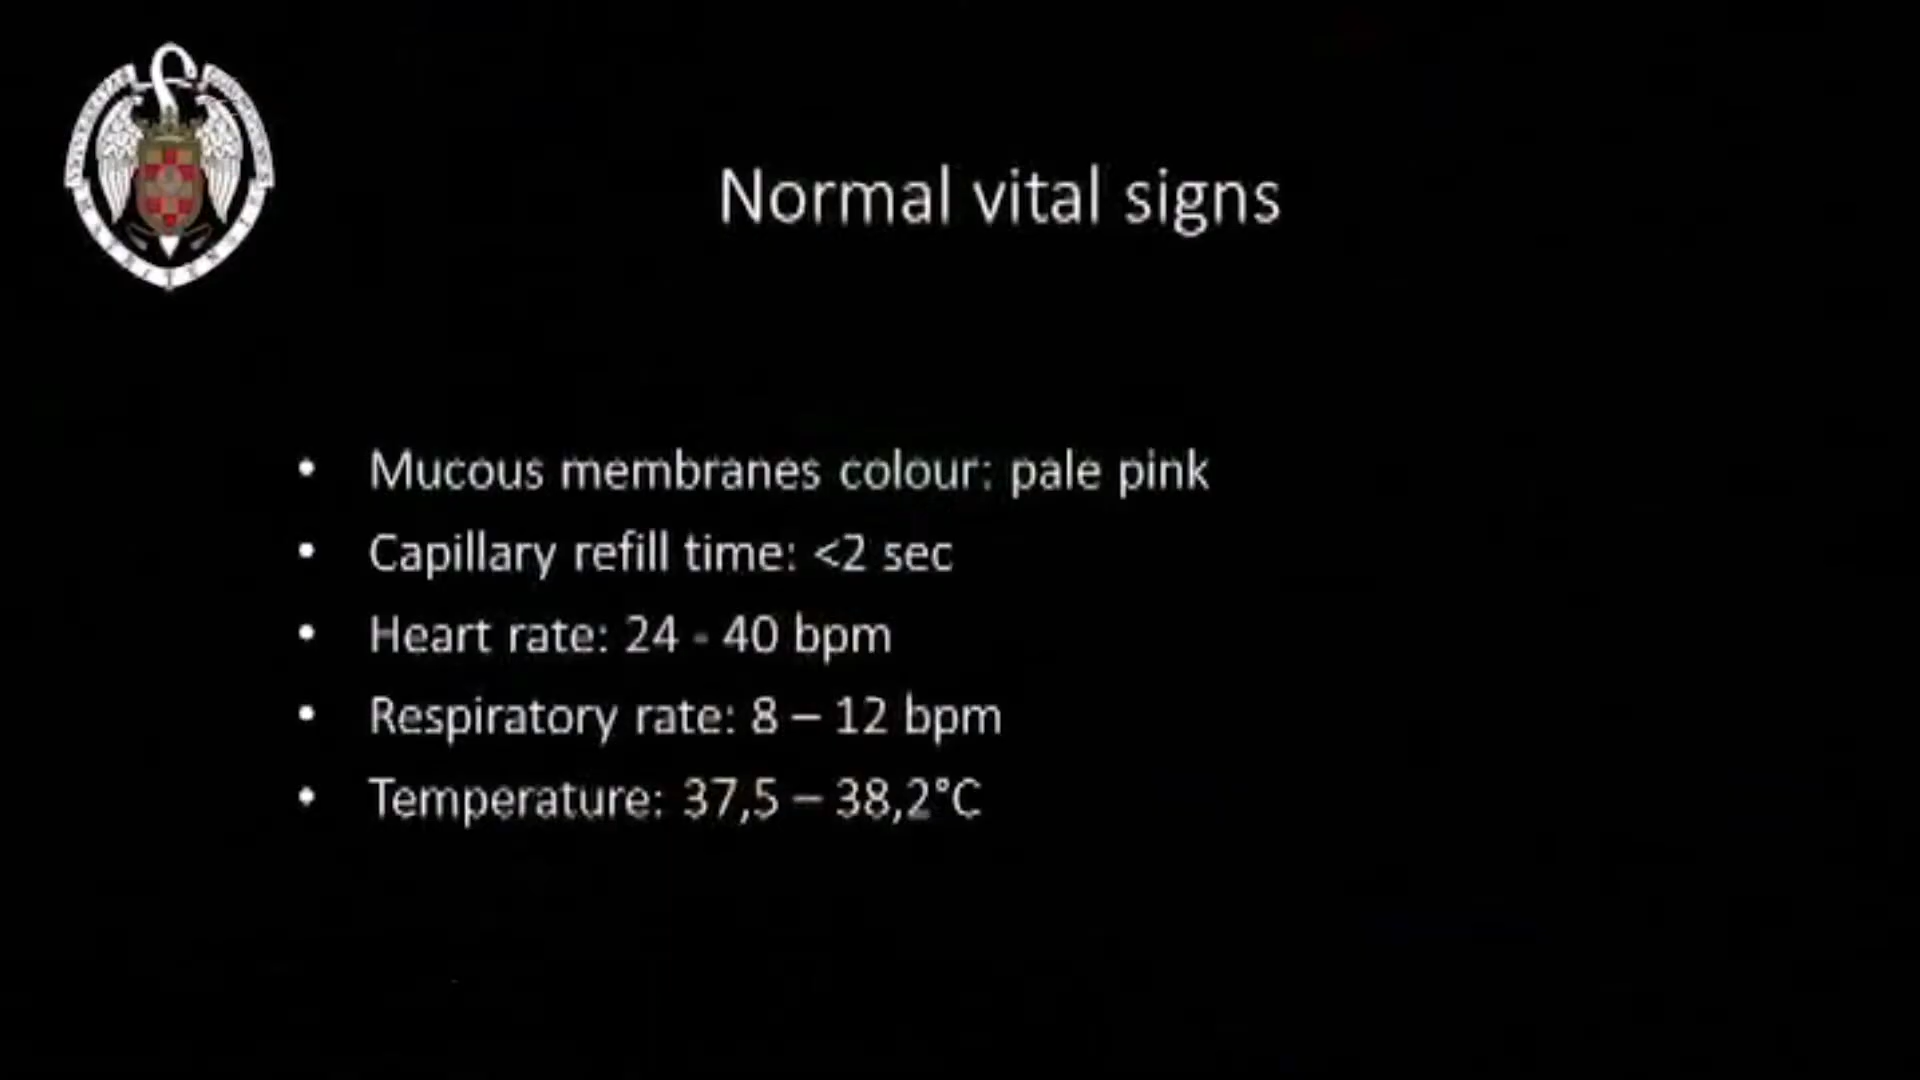 Normal vital signs
• Mucous membranes colour: pale pink
• Capillary refill time: <2 sec
• Heart rate: 24 - 40 bpm
• Respiratory rate: 8 – 12 bpm
• Temperature: 37,5 – 38,2°C